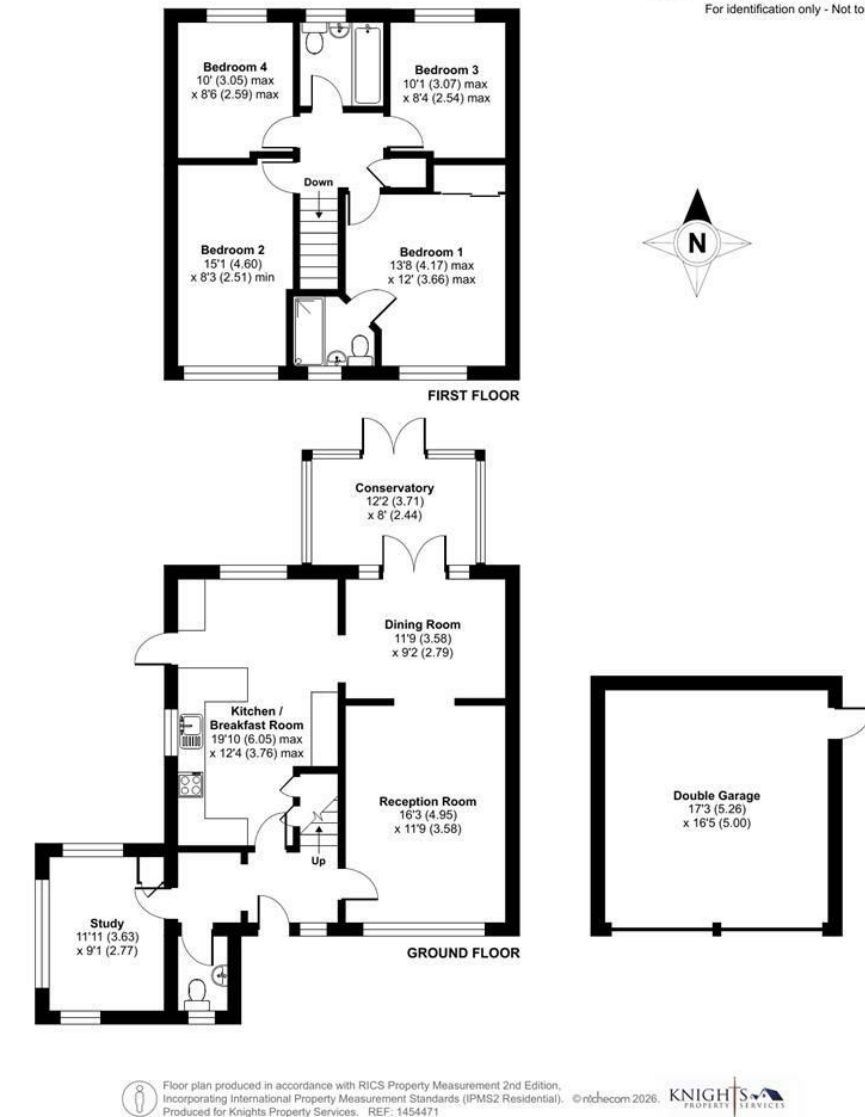 For identification only - Not to
Bedroom 4
10' (3.05) max
x 8'6 (2.59) max
Bedroom 3
10'1 (3.07) max
x 8'4 (2.54) max
Down
Bedroom 2
15'1 (4.60)
x 8'3 (2.51) min
Bedroom 1
13'8 (4.17) max
x 12' (3.66) max
N
FIRST FLOOR
Conservatory
12'2 (3.71)
x 8' (2.44)
Dining Room
11'9 (3.58)
x 9'2 (2.79)
Kitchen /
Breakfast Room
19'10 (6.05) max
x 12'4 (3.76) max
Reception Room
16'3 (4.95)
x 11'9 (3.58)
Double Garage
17'3 (5.26)
x 16'5 (5.00)
Up
Study
11'11 (3.63)
x 9'1 (2.77)
GROUND FLOOR
Floor plan produced in accordance with RICS Property Measurement 2nd Edition,
Incorporating International Property Measurement Standards (IPMS2 Residential). © nichecom 2026.
Produced for Knights Property Services. REF: 1454471
KNIGHTS
PROPERTY SERVICES